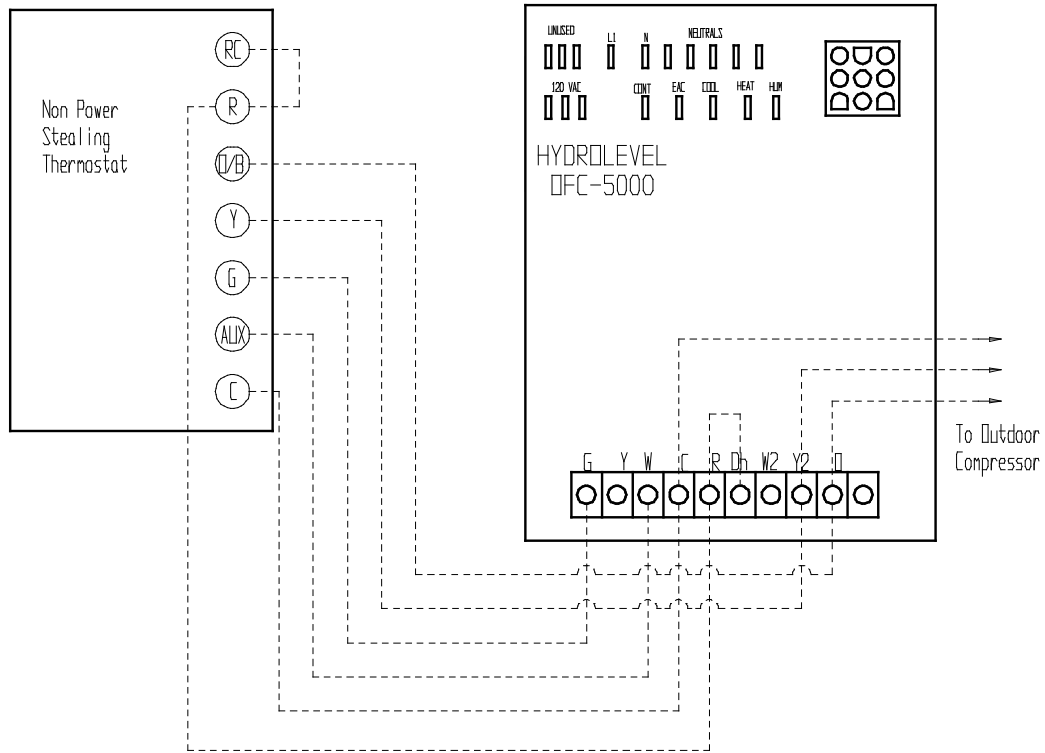 RC
R
O/B
Y
G
AUX
C
Non Power
Stealing
Thermostat
UNUSED L1 N NEUTRALS
120 VAC CONT EAC COOL HEAT HUM
HYDROLEVEL
OFC-5000
G Y W C R Dh W2 Y2 O
To Outdoor
Compressor